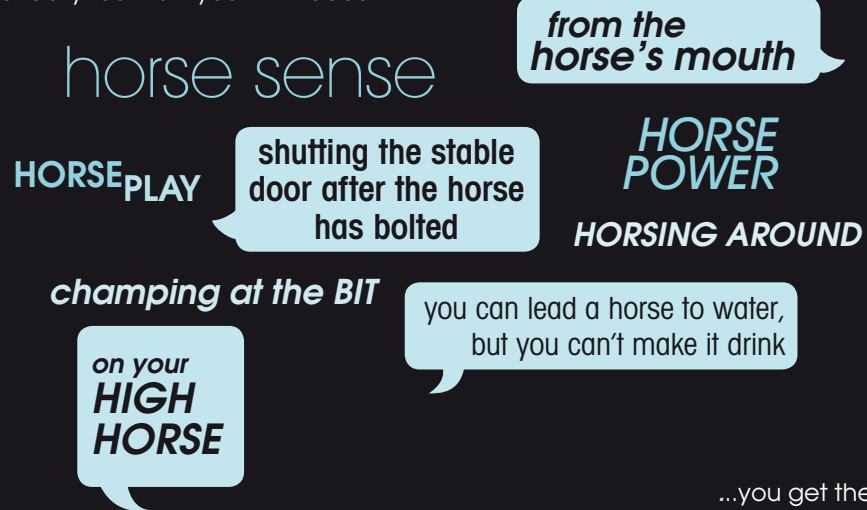 from the
horse's mouth
horse sense
HORSE
POWER
HORSEPLAY
shutting the stable
door after the horse
has bolted
HORSING AROUND
champing at the BIT
you can lead a horse to water,
but you can't make it drink
on your
HIGH
HORSE
...you get the